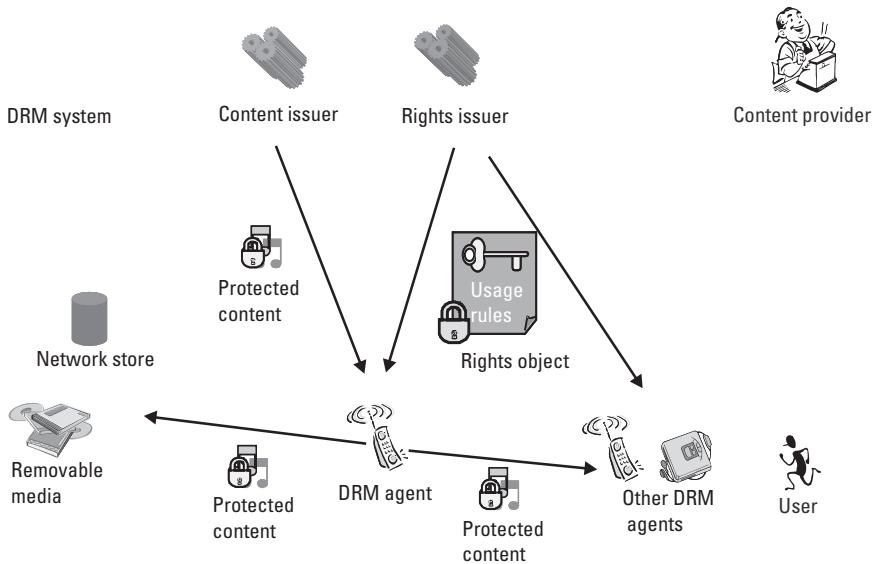 DRM system
Content issuer
Rights issuer
Content provider
Protected
content
Usage
rules
Rights object
Network store
Removable
media
Protected
content
DRM agent
Protected
content
Other DRM
agents
User